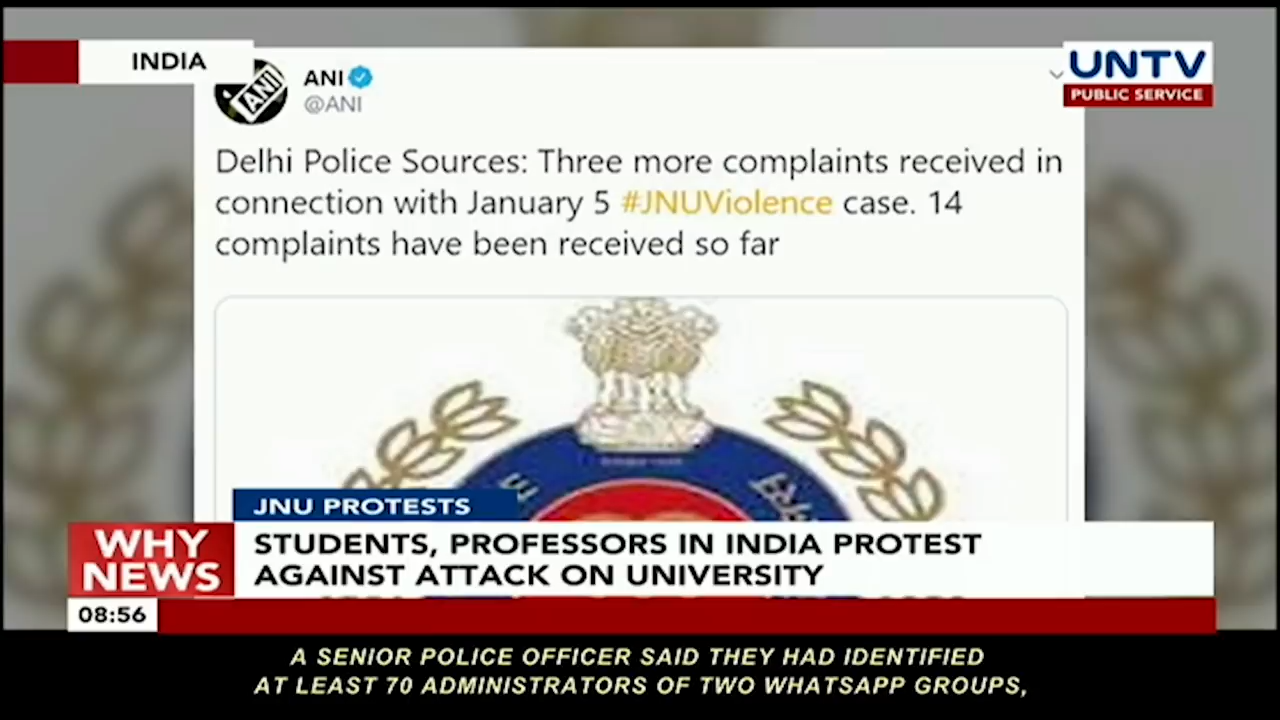 INDIA
UNTV
PUBLIC SERVICE
ANI
ANI
@ANI
Delhi Police Sources: Three more complaints received in
connection with January 5 #JNUViolence case. 14
complaints have been received so far
JNU PROTESTS
WHY
NEWS
STUDENTS, PROFESSORS IN INDIA PROTEST
AGAINST ATTACK ON UNIVERSITY
08:56
A SENIOR POLICE OFFICER SAID THEY HAD IDENTIFIED
AT LEAST 70 ADMINISTRATORS OF TWO WHATSAPP GROUPS,